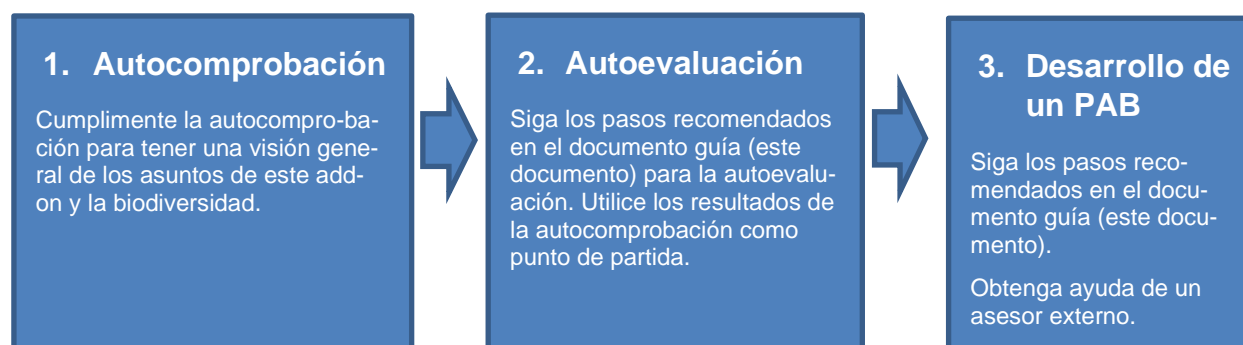 1. Autocomprobación
Cumplimente la autocompro-ba-
ción para tener una visión gene-
ral de los asuntos de este add-
on y la biodiversidad.
2. Autoevaluación
Siga los pasos recomendados
en el documento guía (este
documento) para la autoevalu-
ación. Utilice los resultados de
la autocomprobación como
punto de partida.
3. Desarrollo de
un PAB
Siga los pasos reco-
mendados en el docu-
mento guía (este docu-
mento).
Obtenga ayuda de un
asesor externo.